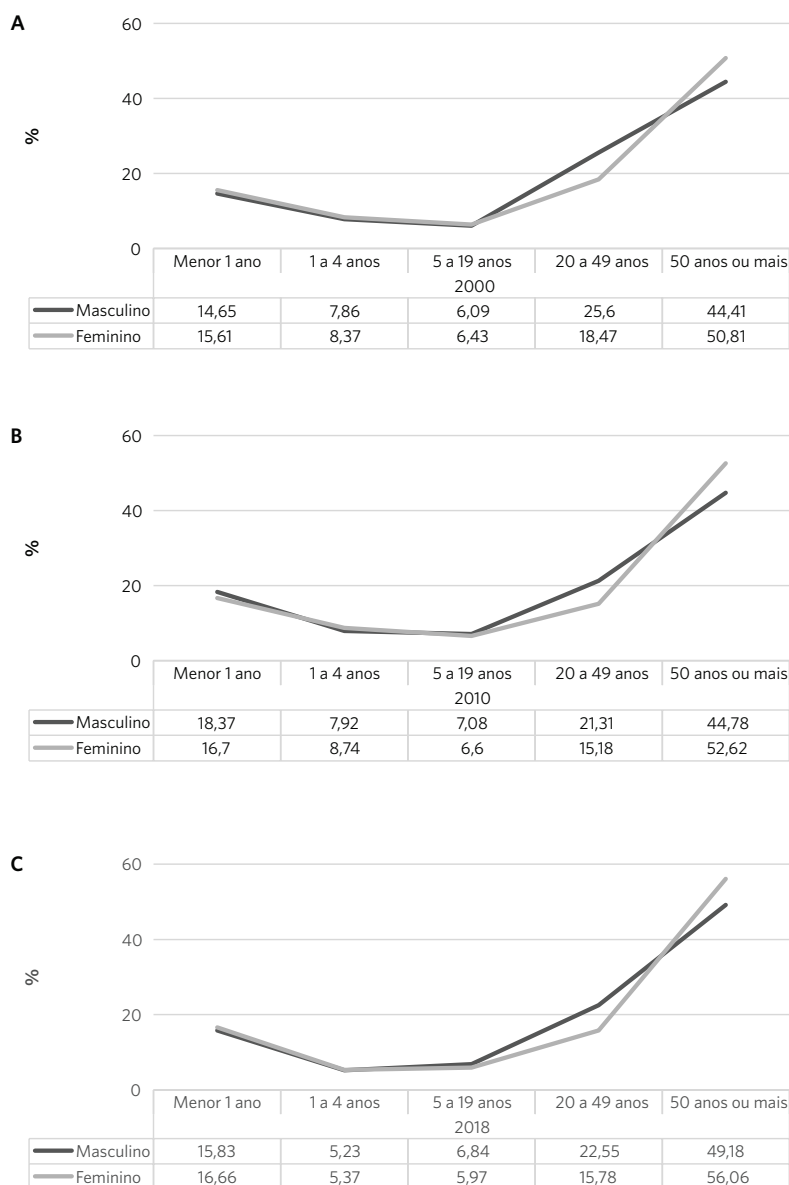 A
60
40
%
20
0
Menor 1 ano 1 a 4 anos 5 a 19 anos 20 a 49 anos 50 anos ou mais
2000
Masculino 14,65 7,86 6,09 25,6 44,41
Feminino 15,61 8,37 6,43 18,47 50,81
B
60
40
%
20
0
Menor 1 ano 1 a 4 anos 5 a 19 anos 20 a 49 anos 50 anos ou mais
2010
Masculino 18,37 7,92 7,08 21,31 44,78
Feminino 16,7 8,74 6,6 15,18 52,62
C
60
40
%
20
0
Menor 1 ano 1 a 4 anos 5 a 19 anos 20 a 49 anos 50 anos ou mais
2018
Masculino 15,83 5,23 6,84 22,55 49,18
Feminino 16,66 5,37 5,97 15,78 56,06